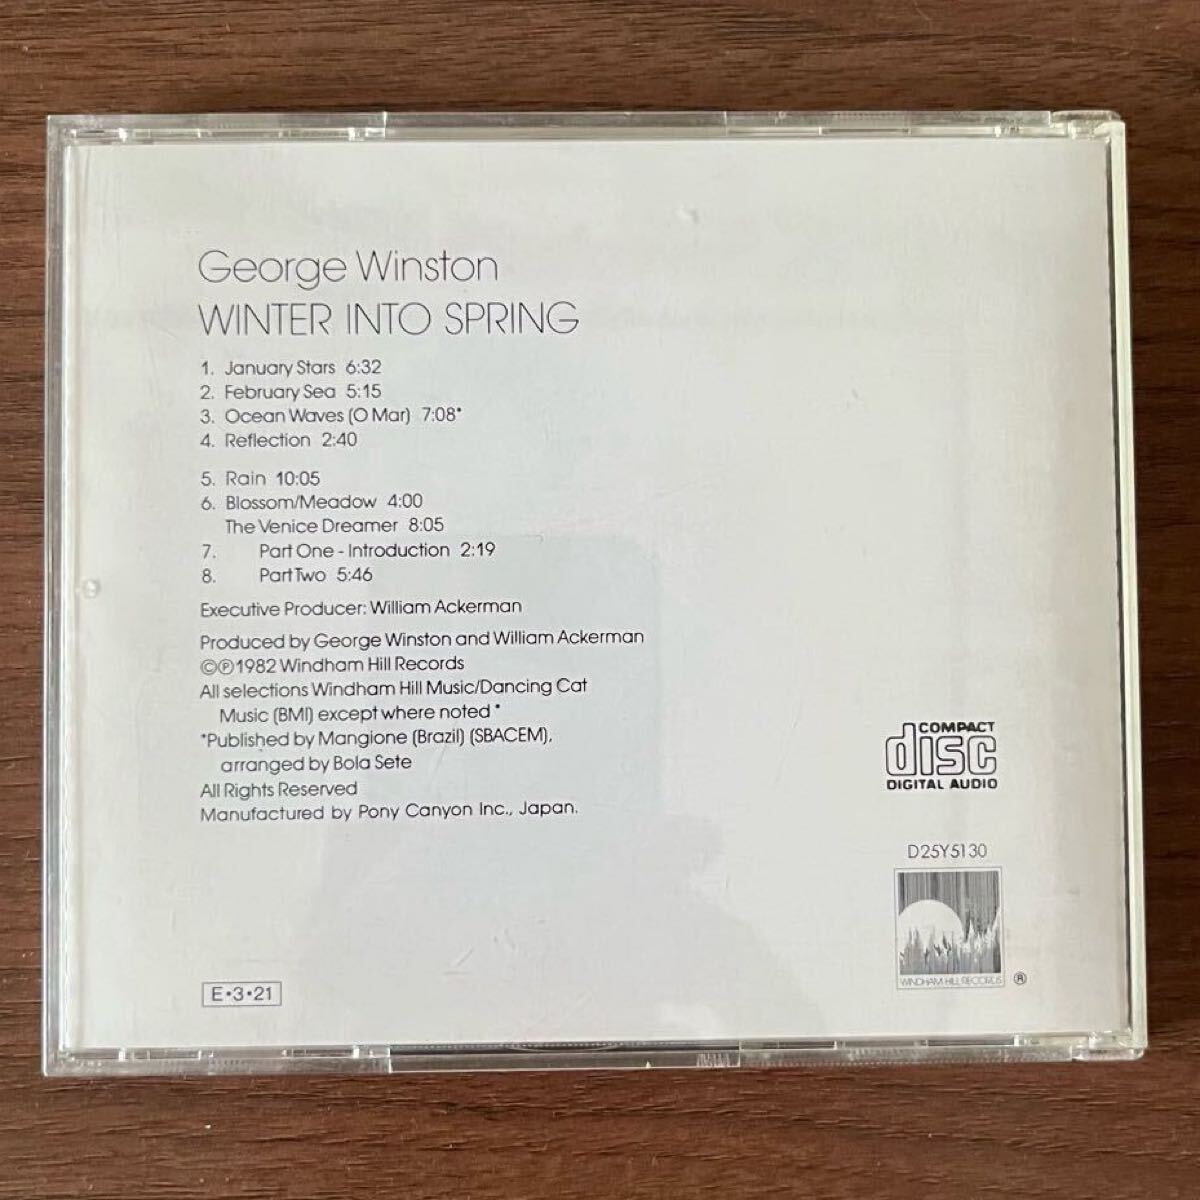 George Winston
WINTER INTO SPRING
1. January Stars 6:32
2. February Sea 5:15
3. Ocean Waves (O Mar) 7:08*
4. Reflection 2:40
5. Rain 10:05
6. Blossom/Meadow 4:00
The Venice Dreamer 8:05
7. Part One - Introduction 2:19
8. Part Two 5:46
Executive Producer: William Ackerman
Produced by George Winston and William Ackerman
©℗1982 Windham Hill Records
All selections Windham Hill Music/Dancing Cat
Music (BMI) except where noted*
*Published by Mangione (Brazil) (SBACEM),
arranged by Bola Sete
All Rights Reserved
Manufactured by Pony Canyon Inc., Japan.
COMPACT
disc
DIGITAL AUDIO
D25Y5130
WINDHAM HILL RECORDS ®
E•3•21